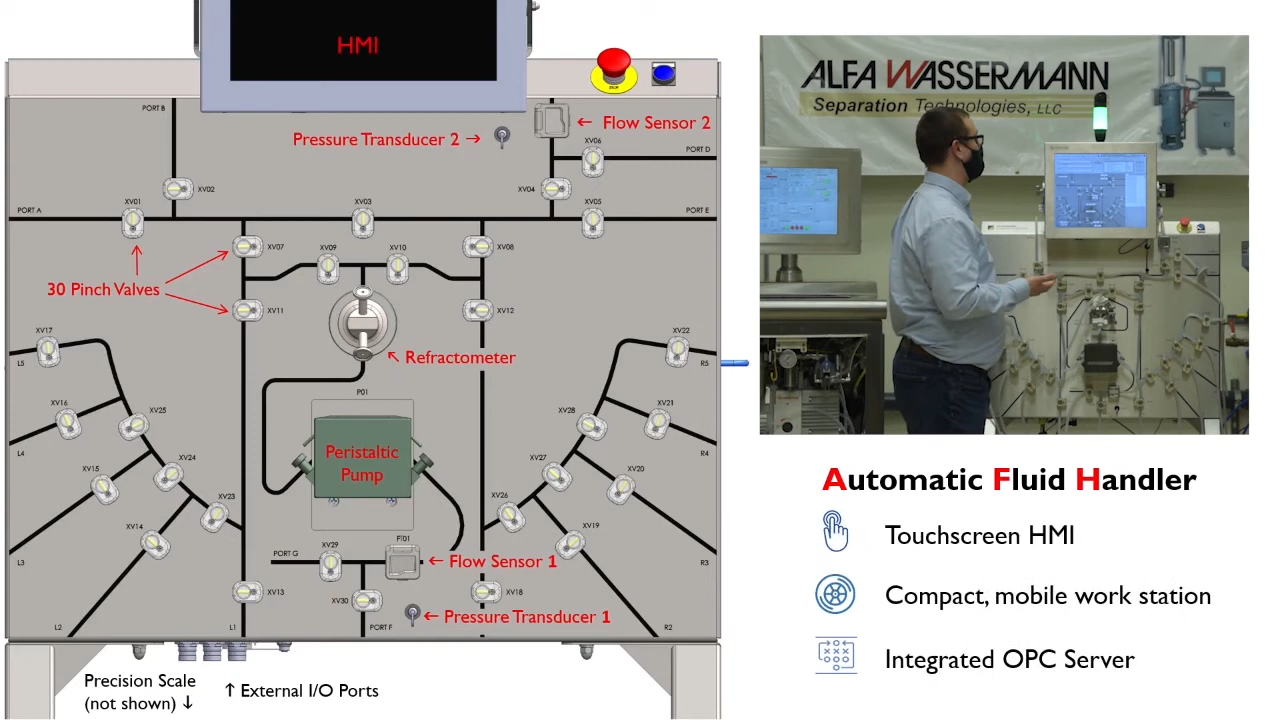 HMI
PORT B
Pressure Transducer 2 →
← Flow Sensor 2
XV06
PORT D
XV02
XV04
PORT A
XV01
XV03
XV05
PORT E
XV07
XV09
XV10
XV08
30 Pinch Valves
XV11
XV12
XV17
XV22
L5
Refractometer
R5
P01
XV16
XV25
XV28
XV21
Peristaltic
Pump
L4
R4
XV15
XV24
XV27
XV20
XV23
XV26
XV14
XV19
PORT G
XV29
FI01
← Flow Sensor 1
L3
R3
XV13
XV18
XV30
← Pressure Transducer 1
L2
L1
PORT F
R2
Precision Scale
(not shown) ↓
↑ External I/O Ports
ALFA WASSERMANN
Separation Technologies, LLC
Automatic Fluid Handler
Touchscreen HMI
Compact, mobile work station
Integrated OPC Server